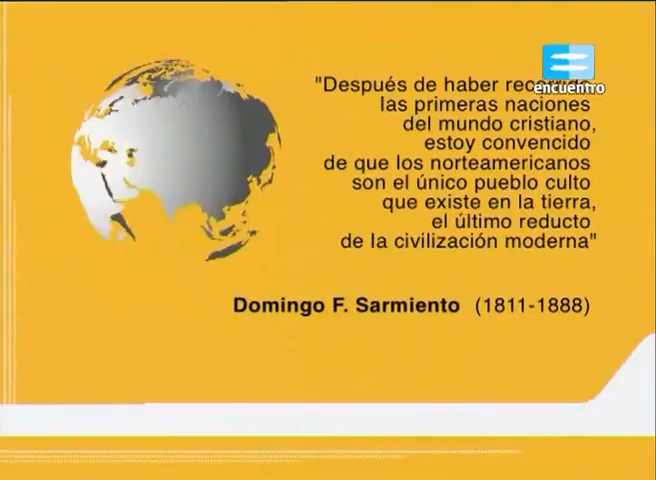 "Después de haber recorrido
las primeras naciones
del mundo cristiano,
estoy convencido
de que los norteamericanos
son el único pueblo culto
que existe en la tierra,
el último reducto
de la civilización moderna"
Domingo F. Sarmiento (1811-1888)
encuentro